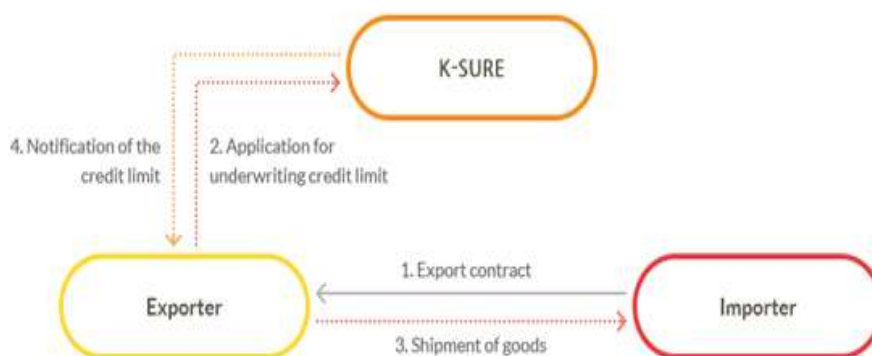 K-SURE
4. Notification of the
credit limit
2. Application for
underwriting credit limit
1. Export contract
Exporter
Importer
3. Shipment of goods